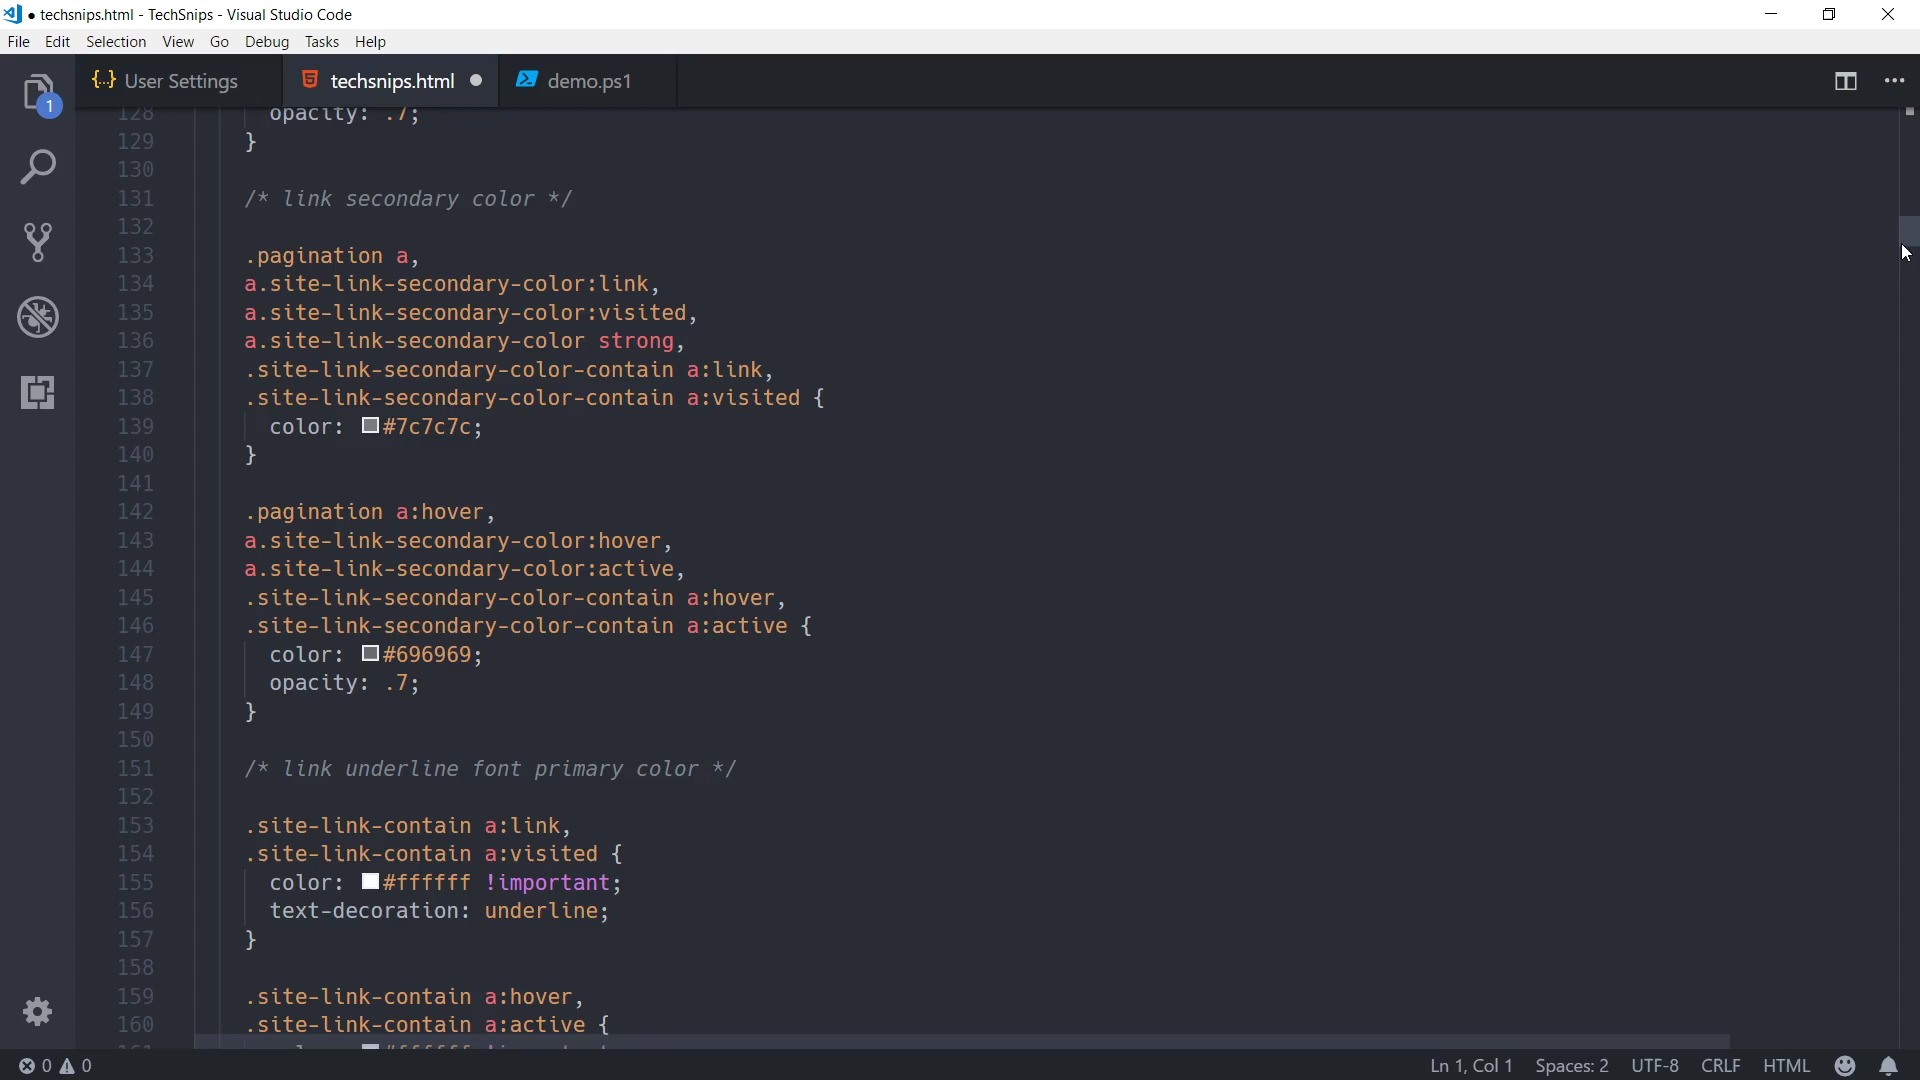 techsnips.html - TechSnips - Visual Studio Code
File Edit Selection View Go Debug Tasks Help
{..} User Settings techsnips.html demo.ps1
1
128 opacity: .7;
129 }
130
131 /* link secondary color */
132
133 .pagination a,
134 a.site-link-secondary-color:link,
135 a.site-link-secondary-color:visited,
136 a.site-link-secondary-color strong,
137 .site-link-secondary-color-contain a:link,
138 .site-link-secondary-color-contain a:visited {
139 color: #7c7c7c;
140 }
141
142 .pagination a:hover,
143 a.site-link-secondary-color:hover,
144 a.site-link-secondary-color:active,
145 .site-link-secondary-color-contain a:hover,
146 .site-link-secondary-color-contain a:active {
147 color: #696969;
148 opacity: .7;
149 }
150
151 /* link underline font primary color */
152
153 .site-link-contain a:link,
154 .site-link-contain a:visited {
155 color: #ffffff !important;
156 text-decoration: underline;
157 }
158
159 .site-link-contain a:hover,
160 .site-link-contain a:active {
0 0 Ln 1, Col 1 Spaces: 2 UTF-8 CRLF HTML